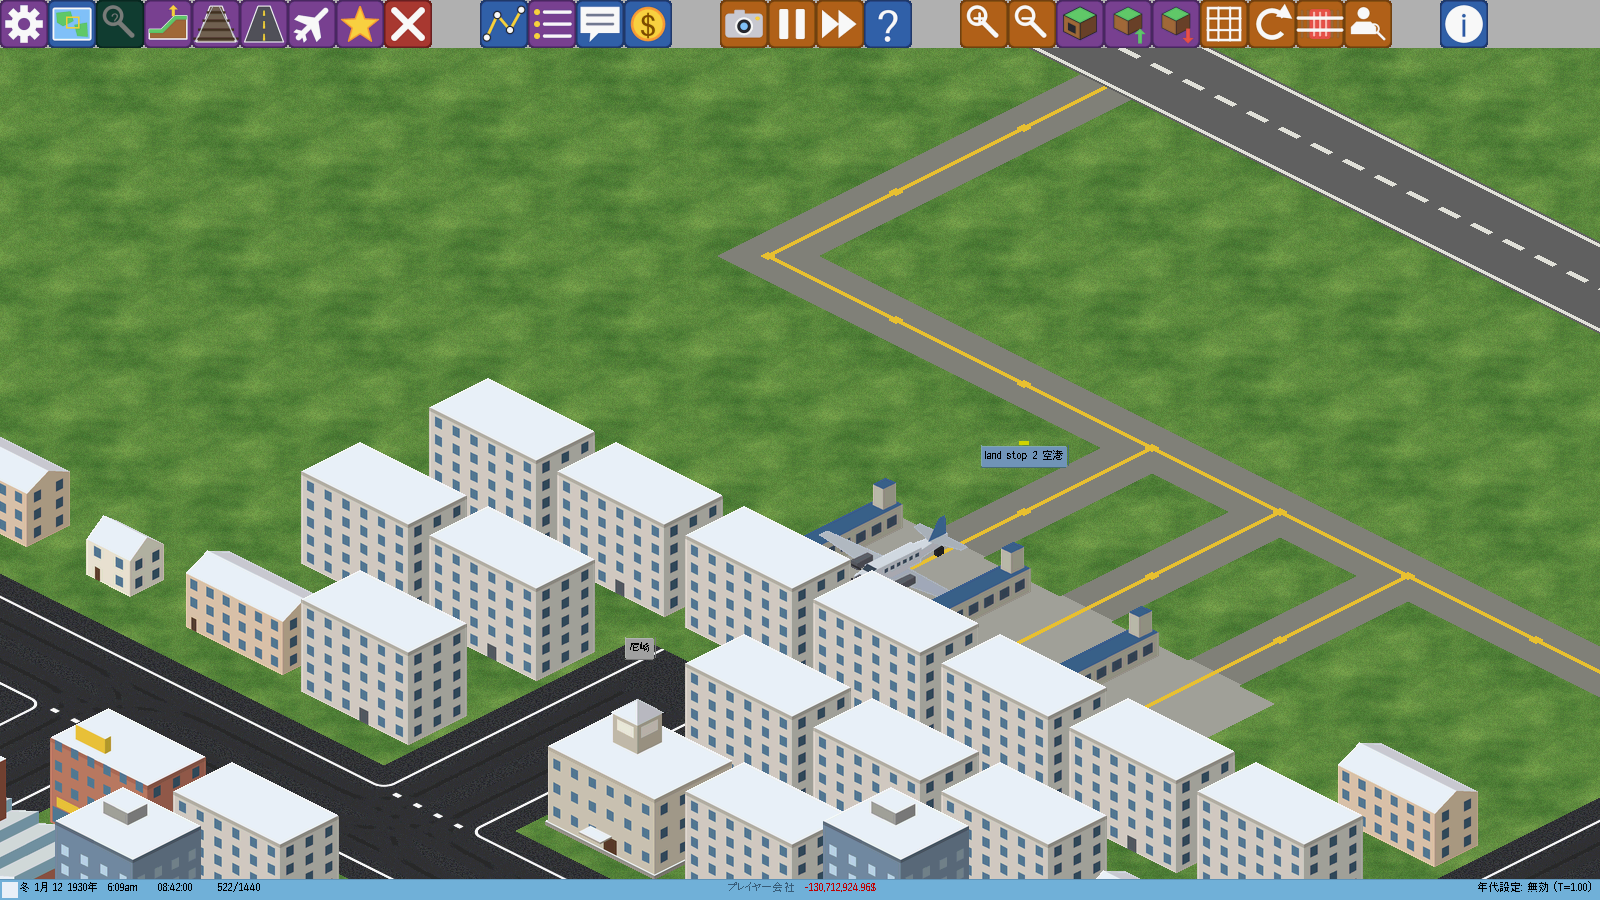 land stop 2 空港
尼崎
冬 1月 12 1930年 6:09am 08:42:00 522/1440
プレイヤー会社 -130,712,924.96$
年代設定: 無効 (T=1.00)